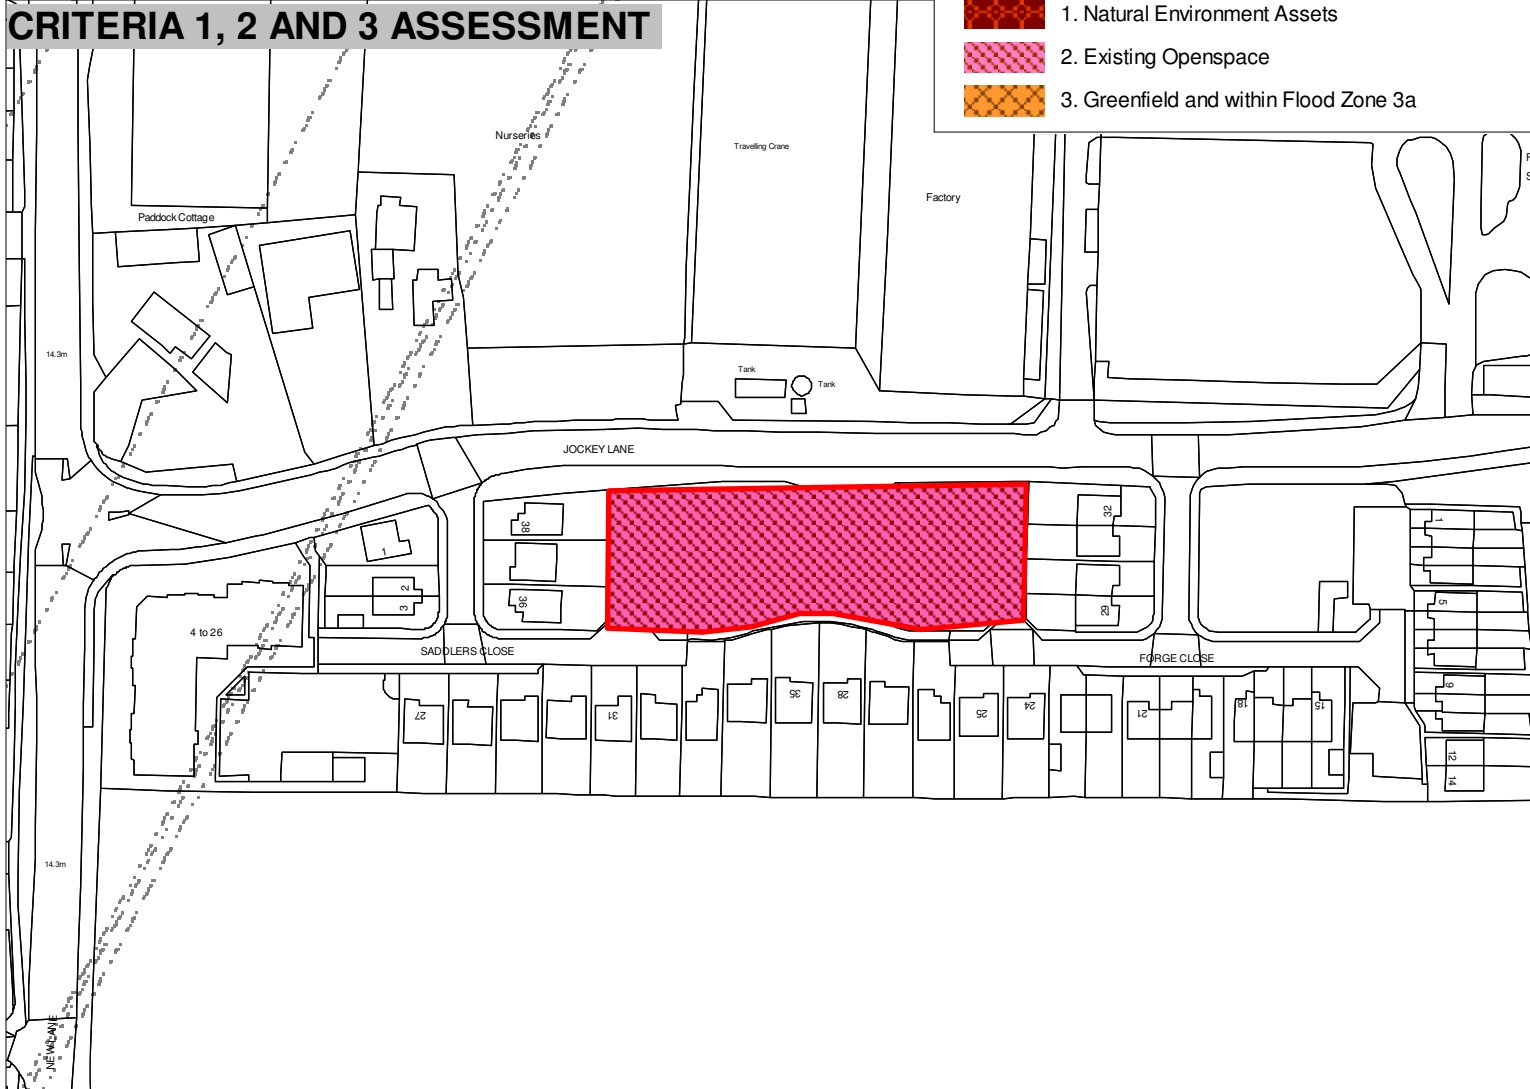 CRITERIA 1, 2 AND 3 ASSESSMENT
1. Natural Environment Assets
2. Existing Openspace
3. Greenfield and within Flood Zone 3a
Nurseries
Travelling Crane
Factory
Paddock Cottage
14.3m
Tank
Tank
JOCKEY LANE
38
36
1
2
3
32
29
1
5
4 to 26
SADDLERS CLOSE
FORGE CLOSE
27
31
35
28
25
24
21
18
15
9
12
14
14.3m
NEW LANE